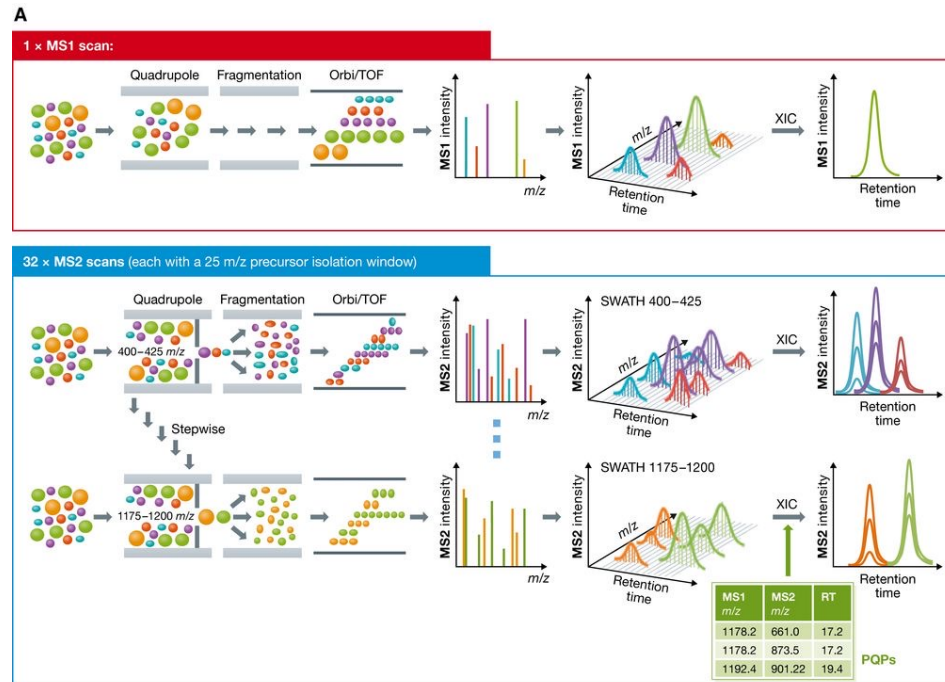 A
1 × MS1 scan:
Quadrupole
Fragmentation
Orbi/TOF
MS1 intensity
m/z
MS1 intensity
m/z
Retention
time
XIC
MS1 intensity
Retention
time
32 × MS2 scans (each with a 25 m/z precursor isolation window)
Quadrupole
Fragmentation
Orbi/TOF
400–425 m/z
MS2 intensity
m/z
SWATH 400–425
MS2 intensity
m/z
Retention
time
XIC
MS2 intensity
Retention
time
Stepwise
1175–1200 m/z
MS2 intensity
m/z
SWATH 1175–1200
MS2 intensity
m/z
Retention
time
XIC
MS2 intensity
Retention
time
MS1 MS2 RT
m/z m/z
1178.2 661.0 17.2
1178.2 873.5 17.2
1192.4 901.22 19.4
PQPs